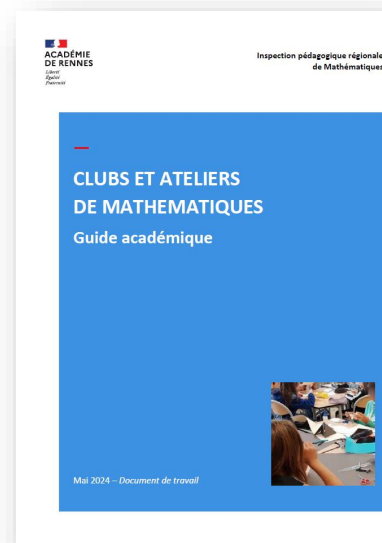 ACADÉMIE
DE RENNES
Liberté
Égalité
Fraternité
Inspection pédagogique régionale
de Mathématiques
CLUBS ET ATELIERS
DE MATHEMATIQUES
Guide académique
Mai 2024 – Document de travail